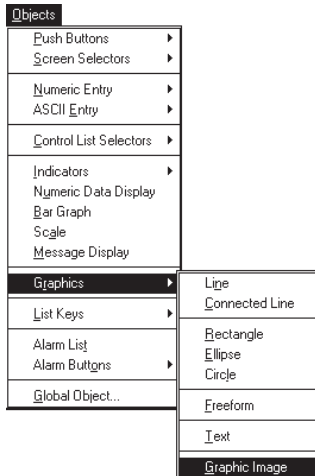 Objects
Push Buttons
Screen Selectors
Numeric Entry
ASCII Entry
Control List Selectors
Indicators
Numeric Data Display
Bar Graph
Scale
Message Display
Graphics
List Keys
Alarm List
Alarm Buttons
Global Object...
Line
Connected Line
Rectangle
Ellipse
Circle
Freeform
Text
Graphic Image